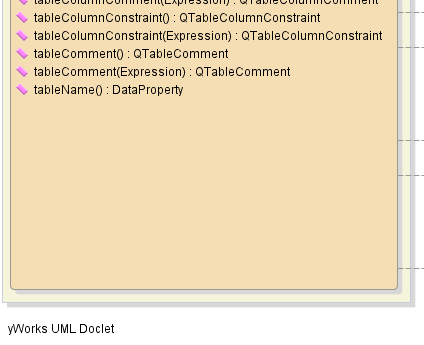 tableColumnComment(Expression) : QTableColumnComment
tableColumnConstraint() : QTableColumnConstraint
tableColumnConstraint(Expression) : QTableColumnConstraint
tableComment() : QTableComment
tableComment(Expression) : QTableComment
tableName() : DataProperty
yWorks UML Doclet